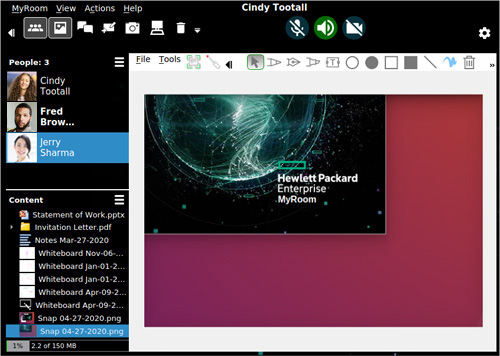 MyRoom View Actions Help
Cindy Tootall
People: 3
File Tools
Cindy
Tootall
Fred
Brow...
Jerry
Sharma
Hewlett Packard
Enterprise
MyRoom
Content
Statement of Work.pptx
Invitation Letter.pdf
Notes Mar-27-2020
Whiteboard Nov-06-...
Whiteboard Jan-01-2...
Whiteboard Jan-01-2...
Whiteboard Apr-09-2...
Whiteboard Apr-09-2...
Snap 04-27-2020.png
Snap 04-27-2020.png
1% 2.2 of 150 MB